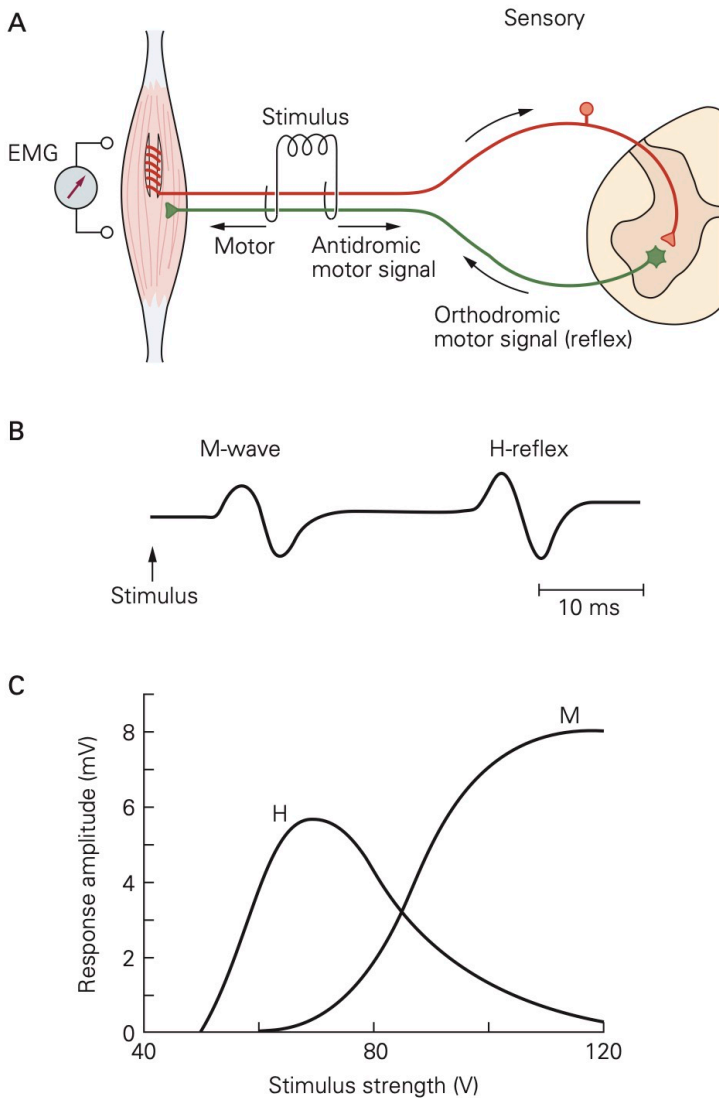 A
Sensory
Stimulus
EMG
Motor
Antidromic
motor signal
Orthodromic
motor signal (reflex)
B
M-wave
H-reflex
Stimulus
10 ms
C
Response amplitude (mV)
8
6
4
2
0
H
M
40
80
120
Stimulus strength (V)